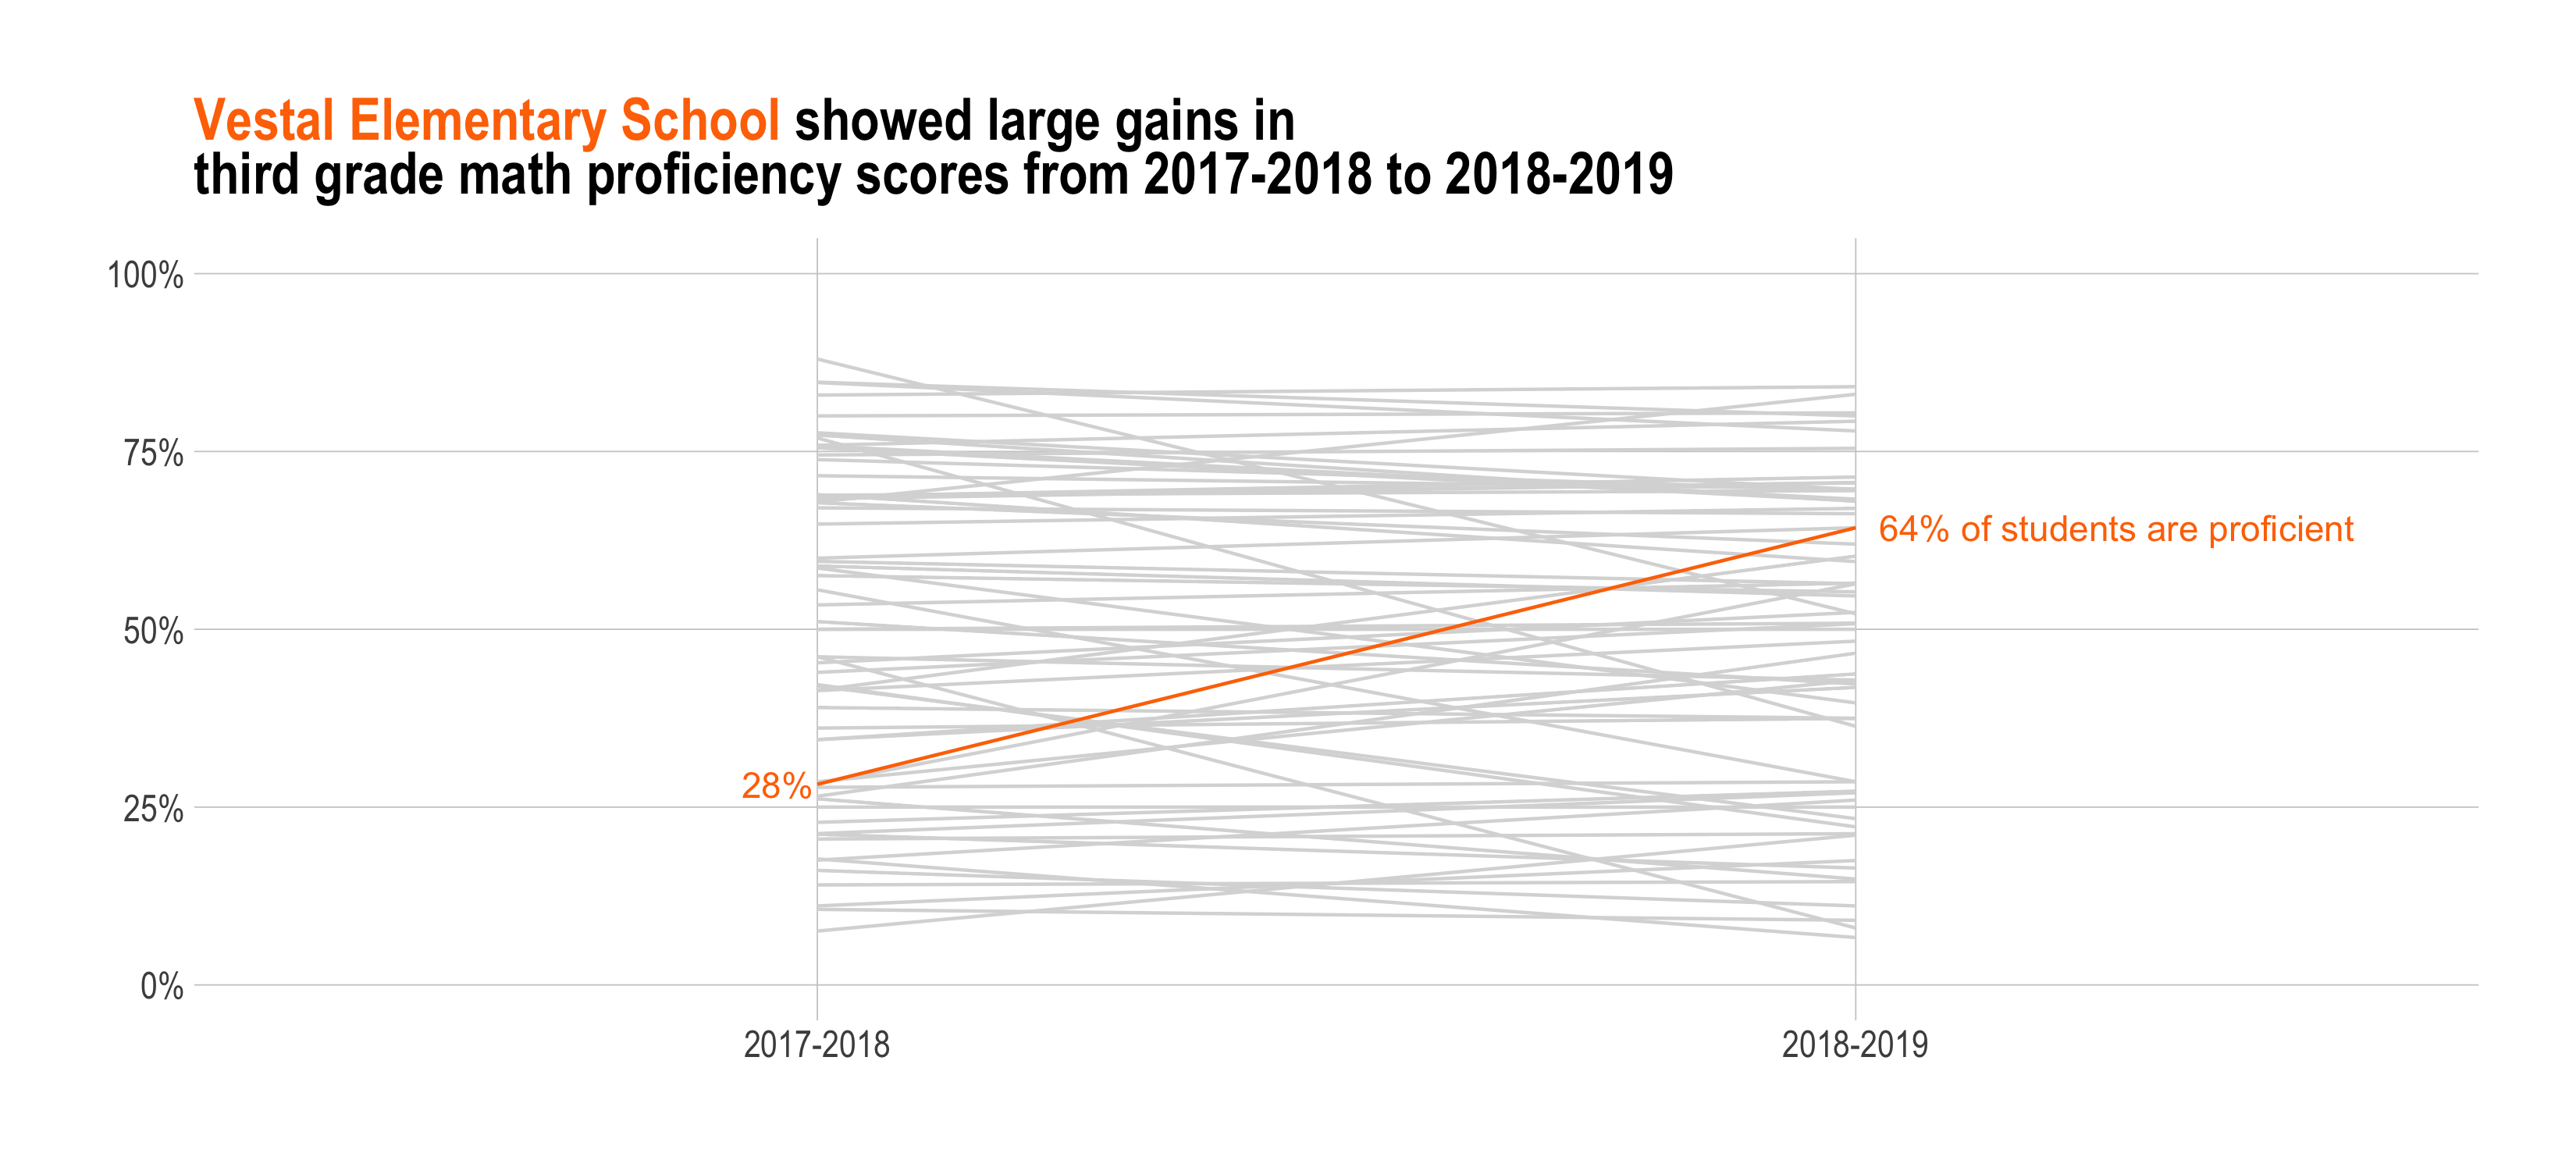 Vestal Elementary School showed large gains in
third grade math proficiency scores from 2017-2018 to 2018-2019
100%
75%
64% of students are proficient
50%
28%
25%
0%
2017-2018
2018-2019